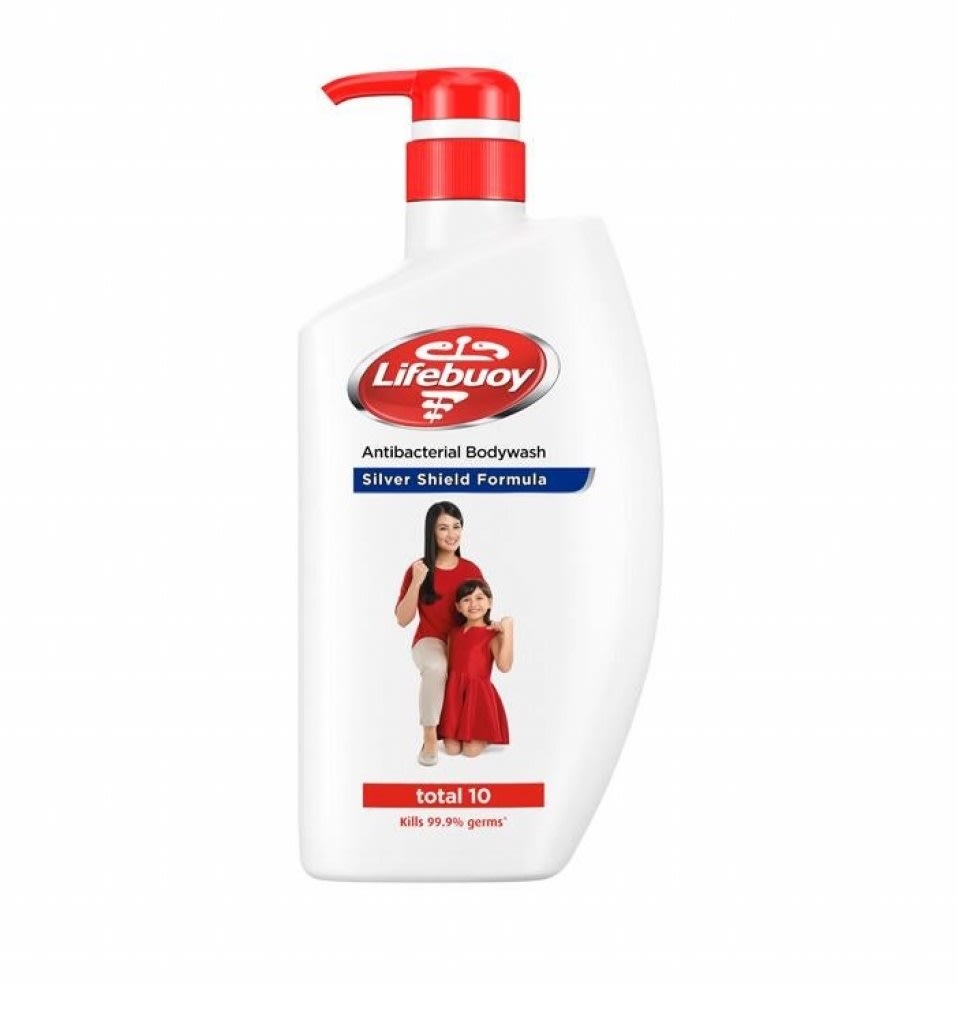 Lifebuoy
Antibacterial Bodywash
Silver Shield Formula
total 10
Kills 99.9% germs*